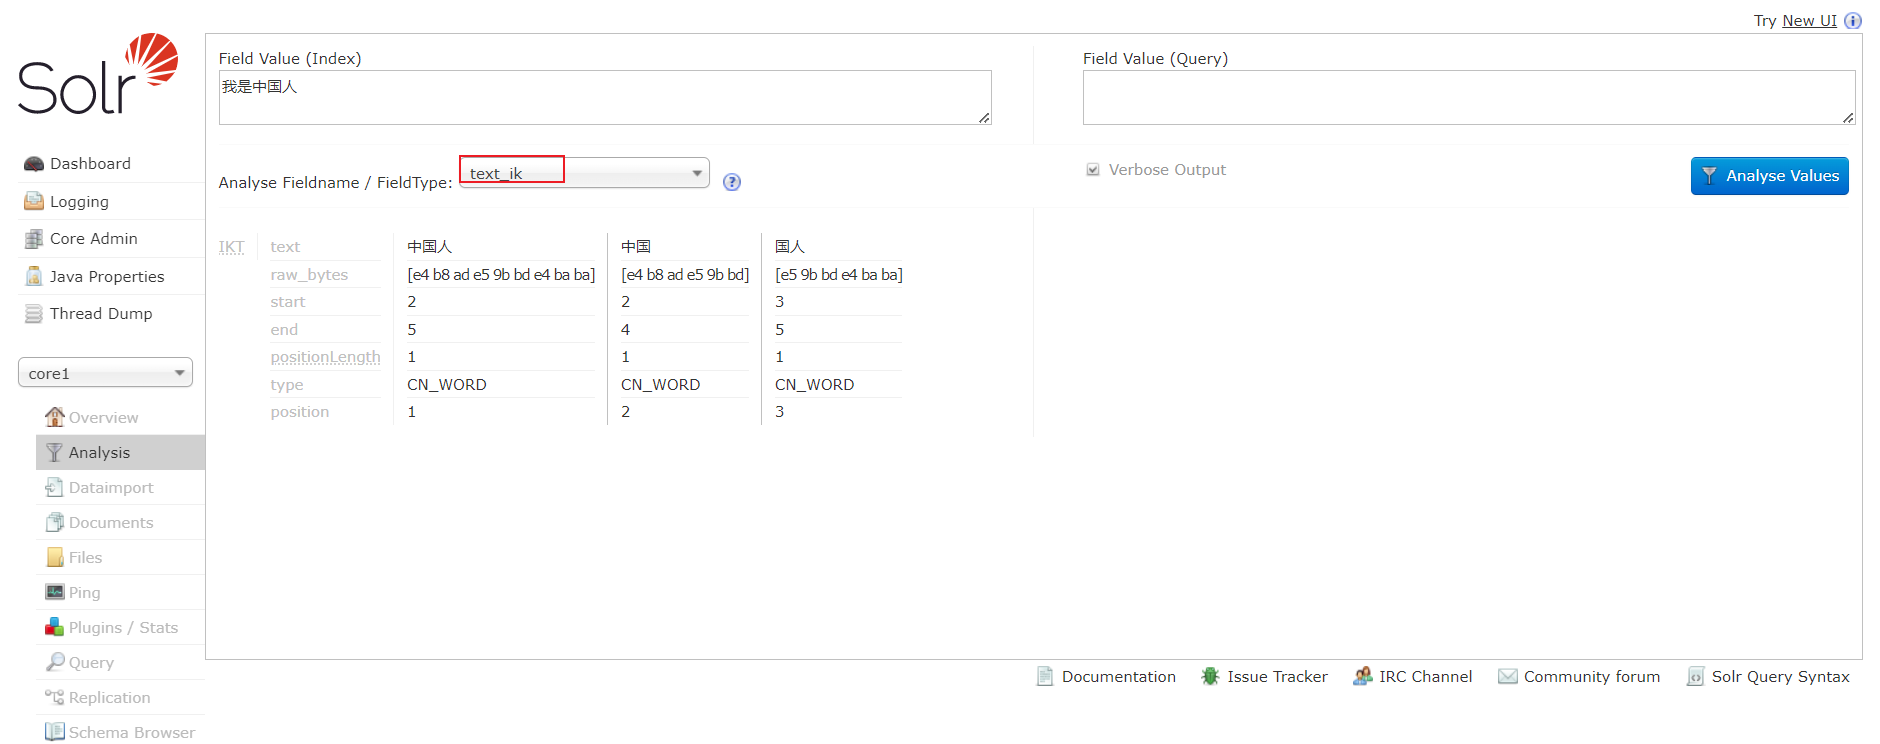 Try New UI
Solr
Field Value (Index)
Field Value (Query)
我是中国人
Analyse Fieldname / FieldType:
text_ik
Verbose Output
Analyse Values
IKT
text 中国人 中国 国人
raw_bytes [e4 b8 ad e5 9b bd e4 ba ba] [e4 b8 ad e5 9b bd] [e5 9b bd e4 ba ba]
start 2 2 3
end 5 4 5
positionLength 1 1 1
type CN_WORD CN_WORD CN_WORD
position 1 2 3
Dashboard
Logging
Core Admin
Java Properties
Thread Dump
core1
Overview
Analysis
Dataimport
Documents
Files
Ping
Plugins / Stats
Query
Replication
Schema Browser
Documentation
Issue Tracker
IRC Channel
Community forum
Solr Query Syntax